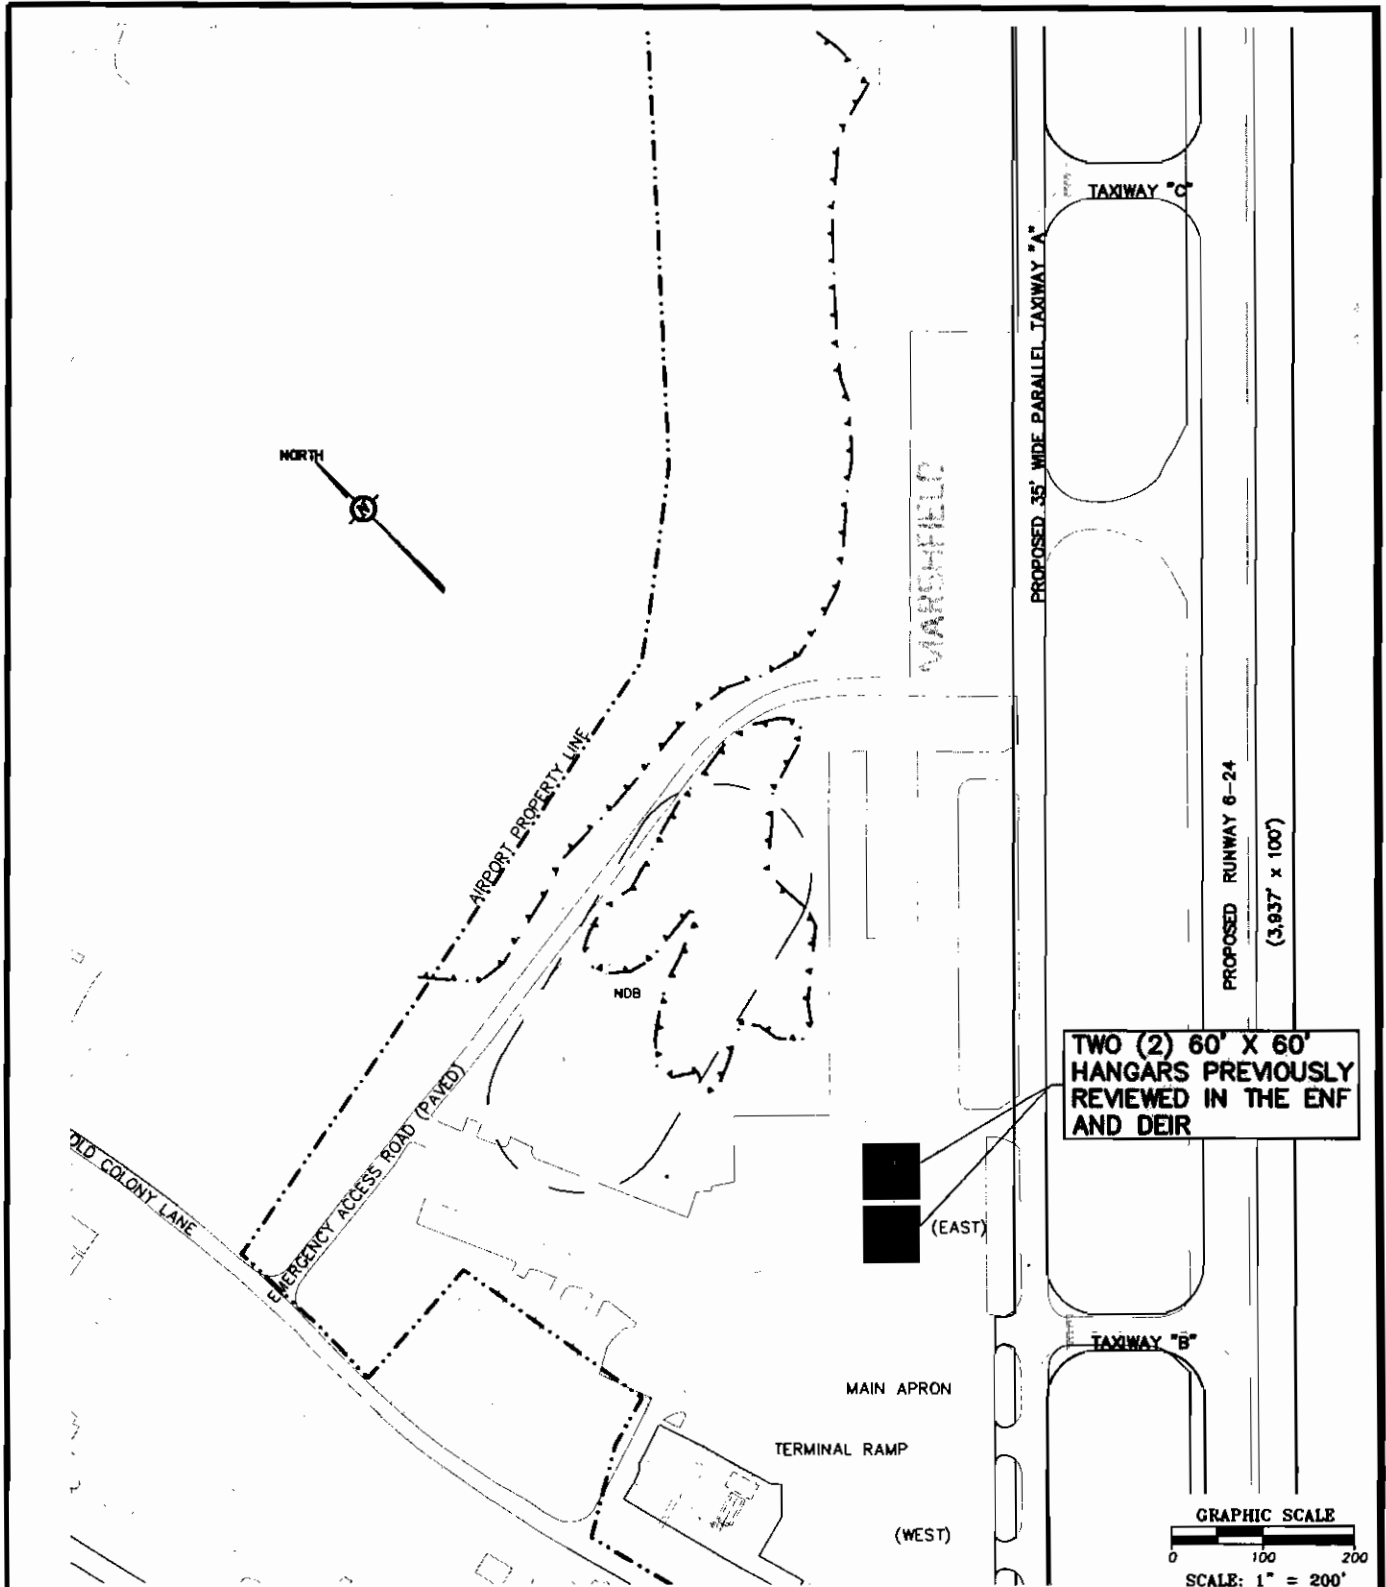 TAXIWAY "C"
PROPOSED 35' WIDE PARALLEL TAXIWAY "A"
NORTH
N
MARSHFIELD
AIRPORT PROPERTY LINE
PROPOSED RUNWAY 6-24
(3,937' x 100')
NDB
TWO (2) 60' X 60'
HANGARS PREVIOUSLY
REVIEWED IN THE ENF
AND DEIR
EMERGENCY ACCESS ROAD (PAVED)
OLD COLONY LANE
(EAST)
TAXIWAY "B"
MAIN APRON
TERMINAL RAMP
(WEST)
GRAPHIC SCALE
0 100 200
SCALE: 1" = 200'